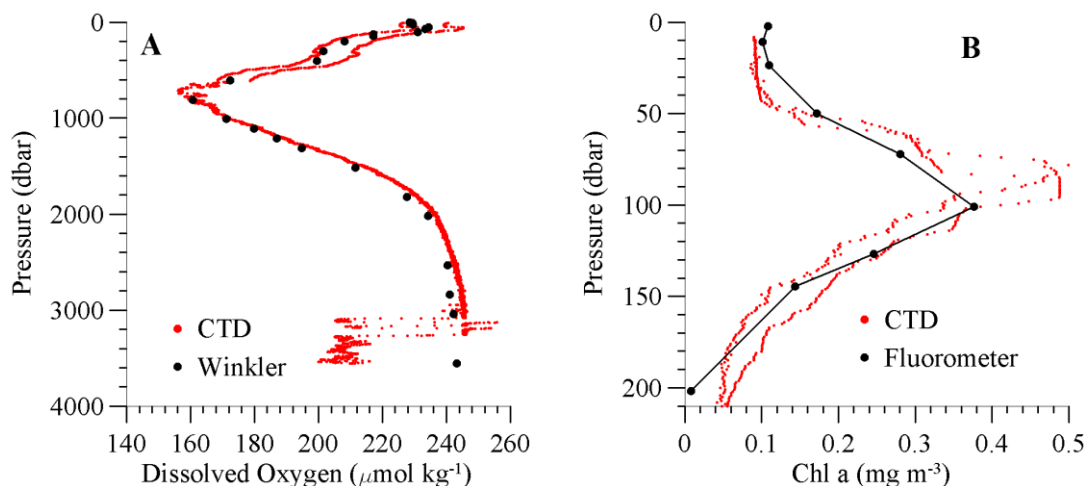 A
Pressure (dbar)
0
1000
2000
3000
4000
CTD
Winkler
140 160 180 200 220 240 260
Dissolved Oxygen (μmol kg-1)
B
Pressure (dbar)
0
50
100
150
200
CTD
Fluorometer
0 0.1 0.2 0.3 0.4 0.5
Chl a (mg m-3)